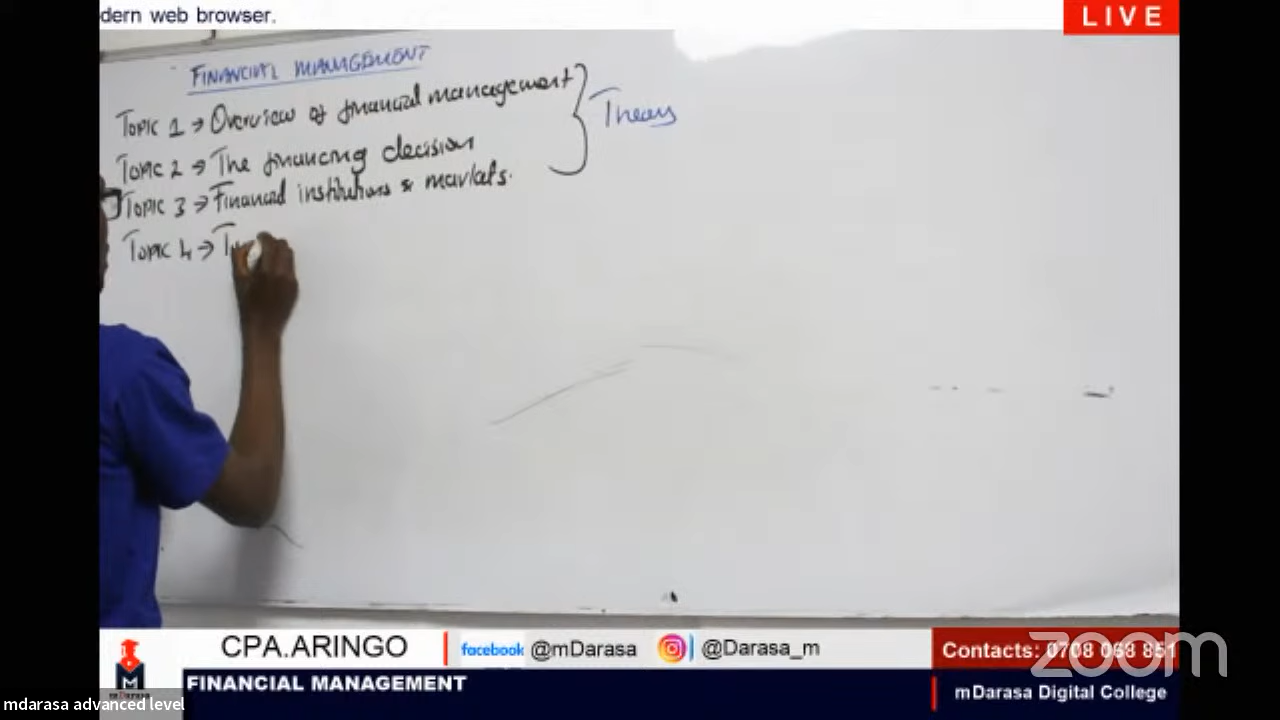 dern web browser.
LIVE
FINANCIAL MANAGEMENT
Topic 1 → Overview of financial management
Theory
Topic 2 → The financing decision
Topic 3 → Financial institutions & markets.
Topic 4 → T
CPA.ARINGO
facebook @mDarasa
@Darasa_m
Contacts: 0708 068 851
zoom
mDarasa
FINANCIAL MANAGEMENT
mDarasa Digital College
mdarasa advanced level